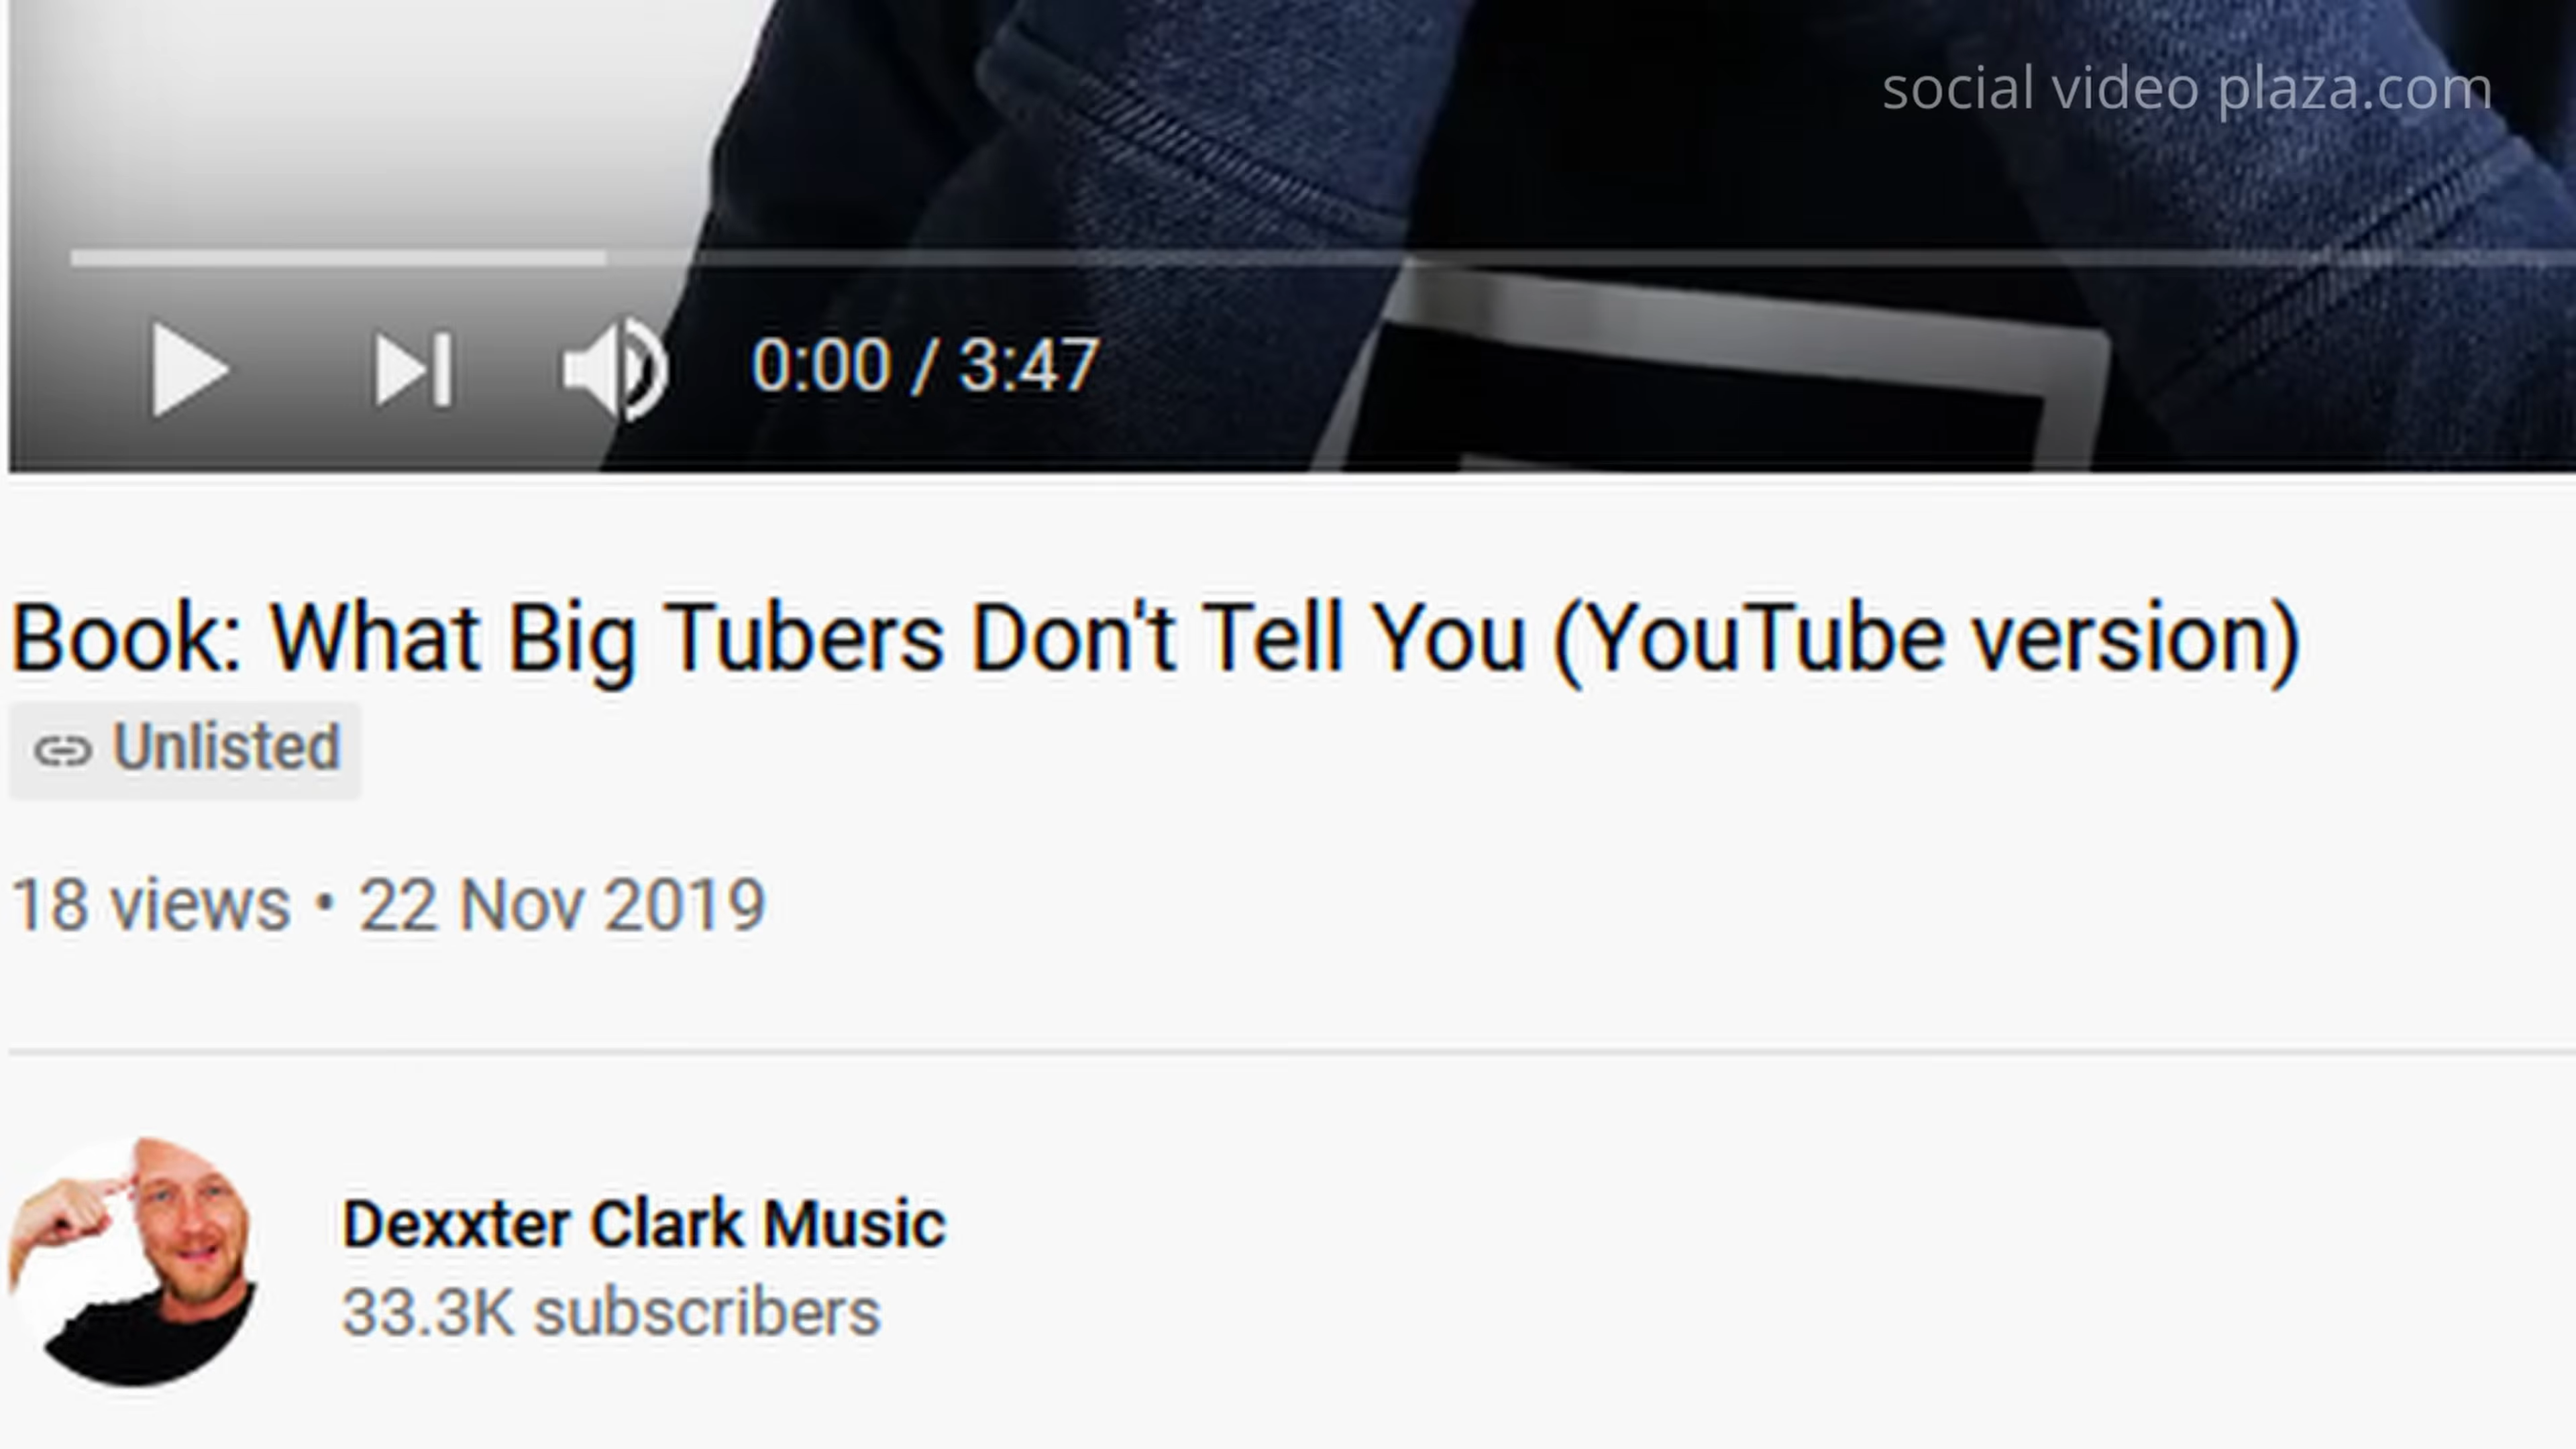 social video plaza.com
0:00 / 3:47
Book: What Big Tubers Don't Tell You (YouTube version)
Unlisted
18 views • 22 Nov 2019
Dexxter Clark Music
33.3K subscribers